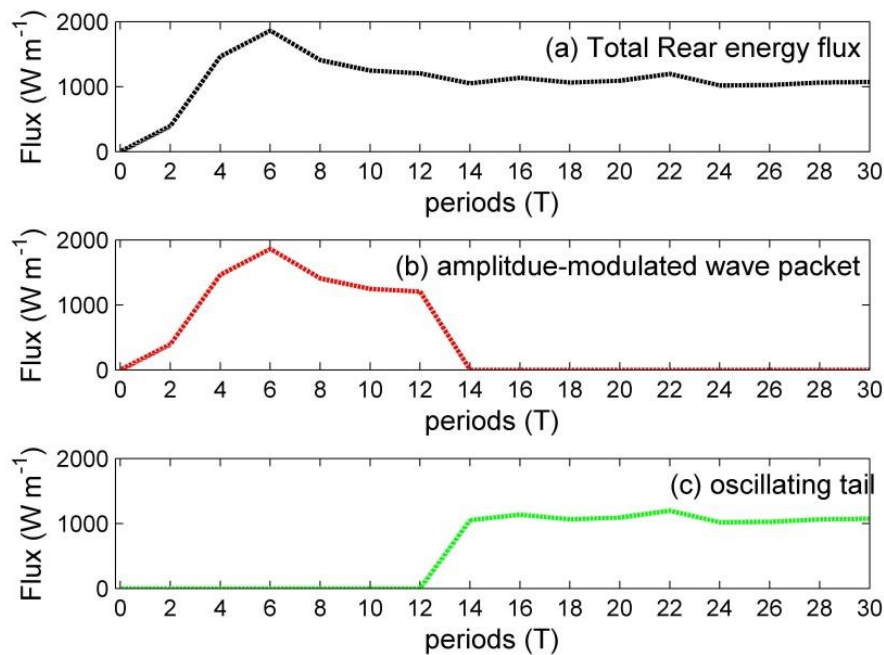 2000
(a) Total Rear energy flux
1000
0
Flux (W m⁻¹)
0 2 4 6 8 10 12 14 16 18 20 22 24 26 28 30
periods (T)
2000
(b) amplitdue-modulated wave packet
1000
0
Flux (W m⁻¹)
0 2 4 6 8 10 12 14 16 18 20 22 24 26 28 30
periods (T)
2000
(c) oscillating tail
1000
0
Flux (W m⁻¹)
0 2 4 6 8 10 12 14 16 18 20 22 24 26 28 30
periods (T)